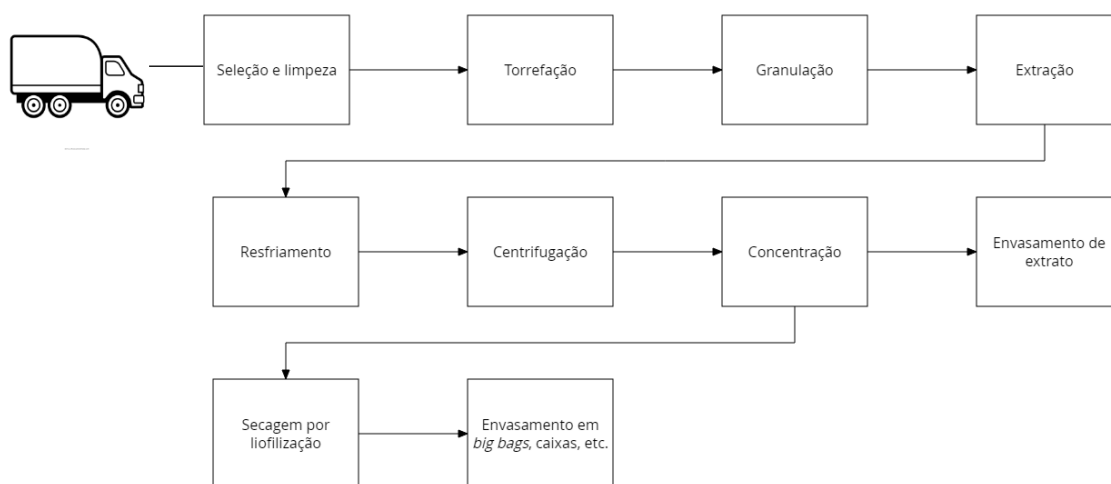 Seleção e limpeza
Torrefação
Granulação
Extração
Resfriamento
Centrifugação
Concentração
Envasamento de
extrato
Secagem por
liofilização
Envasamento em
big bags, caixas, etc.